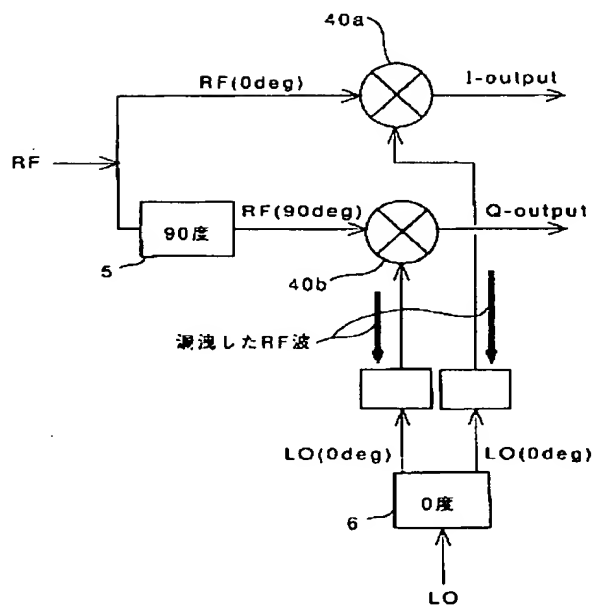 40a
RF(0deg)
I-output
RF
RF(90deg)
Q-output
90度
5
40b
漏洩したRF波
LO(0deg)
LO(0deg)
6
0度
LO